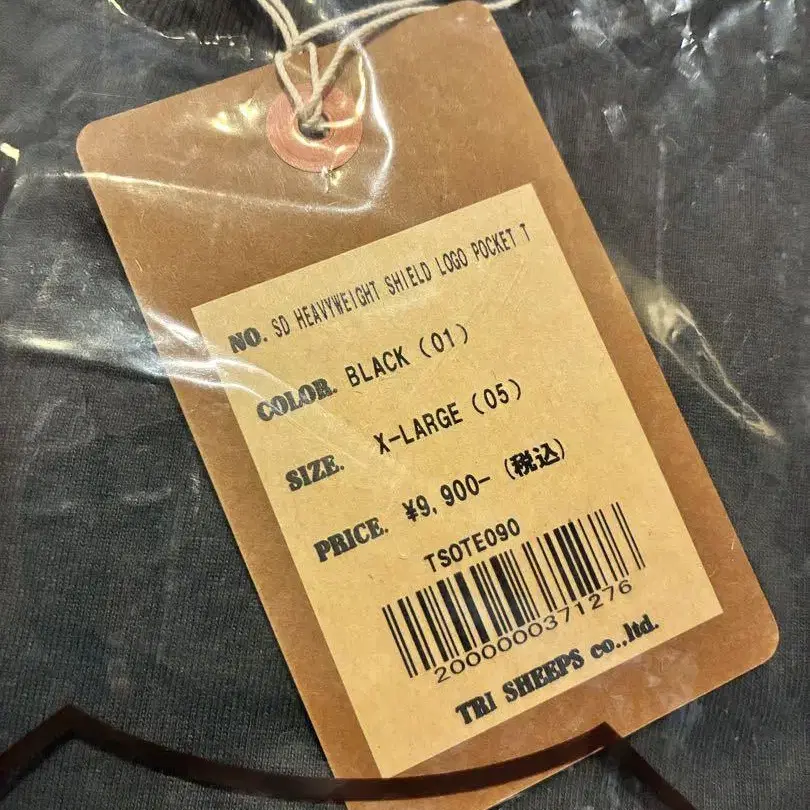 NO. SD HEAVYWEIGHT SHIELD LOGO POCKET T
COLOR. BLACK (01)
SIZE. X-LARGE (05)
PRICE. ¥9,900- (税込)
TSOTE090
2000000371276
TRI SHEEPS co.,ltd.